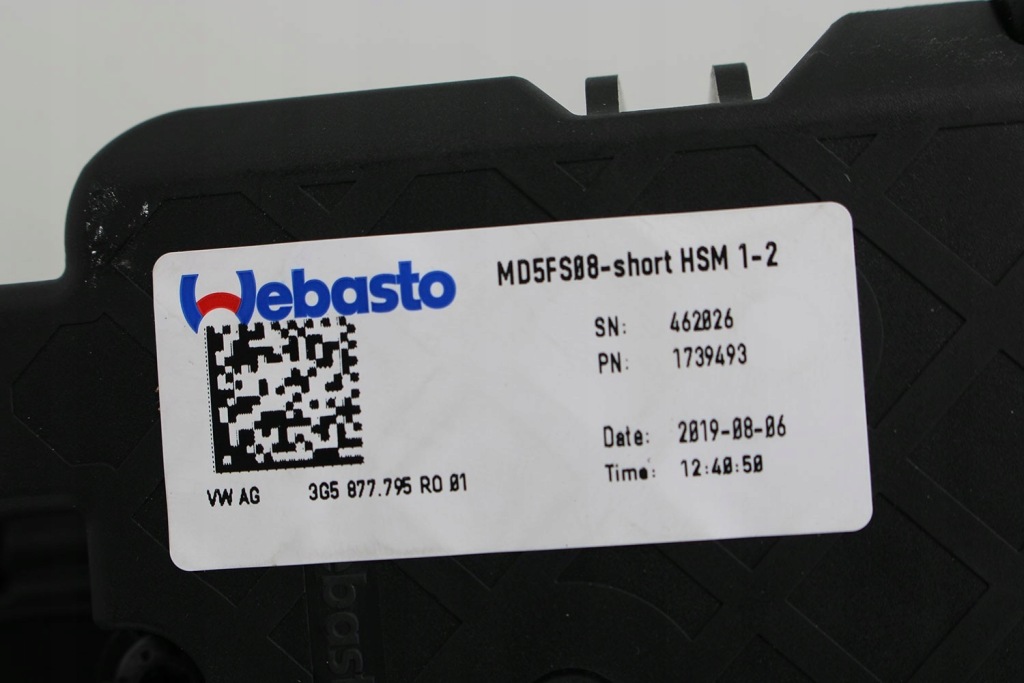 Webasto
MD5FS08-short HSM 1-2
SN: 462026
PN: 1739493
Date: 2019-08-06
Time: 12:40:50
VW AG 3G5 877.795 RO 01